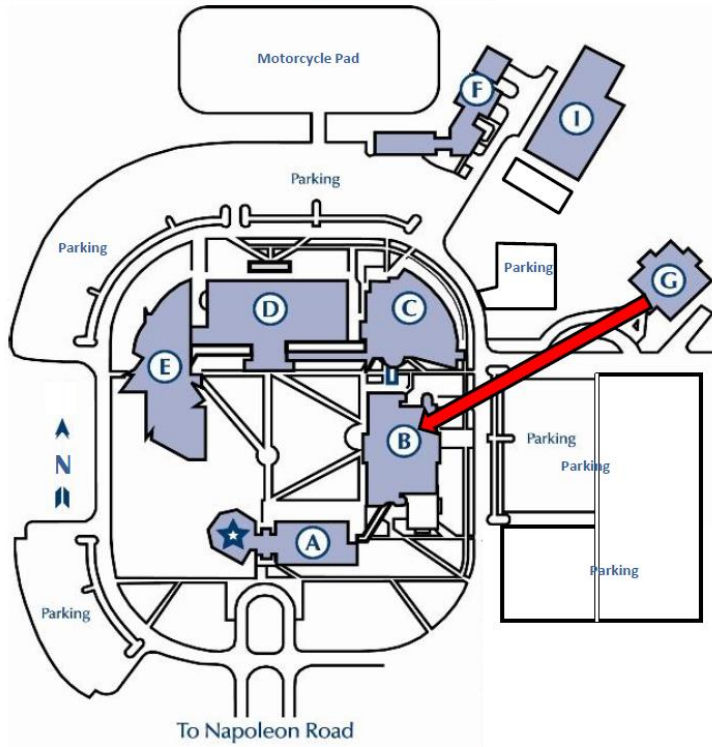 Motorcycle Pad
F
I
Parking
Parking
Parking
G
D
C
E
B
Parking
Parking
N
A
Parking
Parking
To Napoleon Road